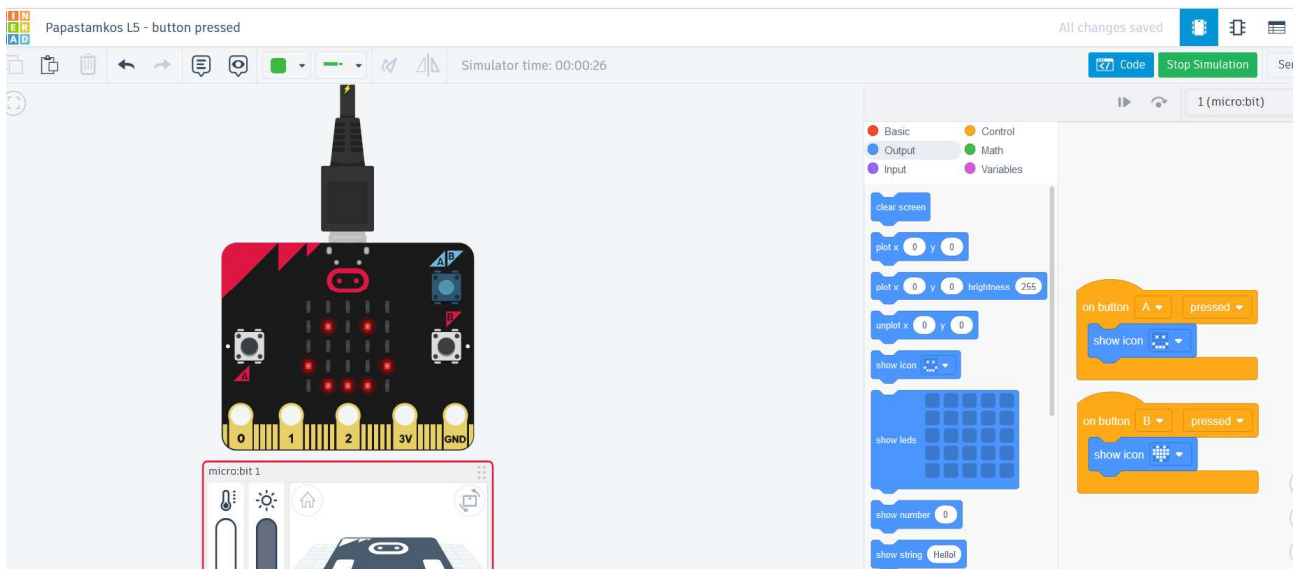 TINKERCAD
Papastamkos L5 - button pressed
All changes saved
Simulator time: 00:00:26
Code
Stop Simulation
1 (micro:bit)
Basic
Control
Output
Math
Input
Variables
clear screen
plot x 0 y 0
plot x 0 y 0 brightness 255
unplot x 0 y 0
show icon
show leds
show number 0
show string Hello!
on button A pressed
show icon
on button B pressed
show icon
A B
B
A
0 1 2 3V GND
micro:bit 1